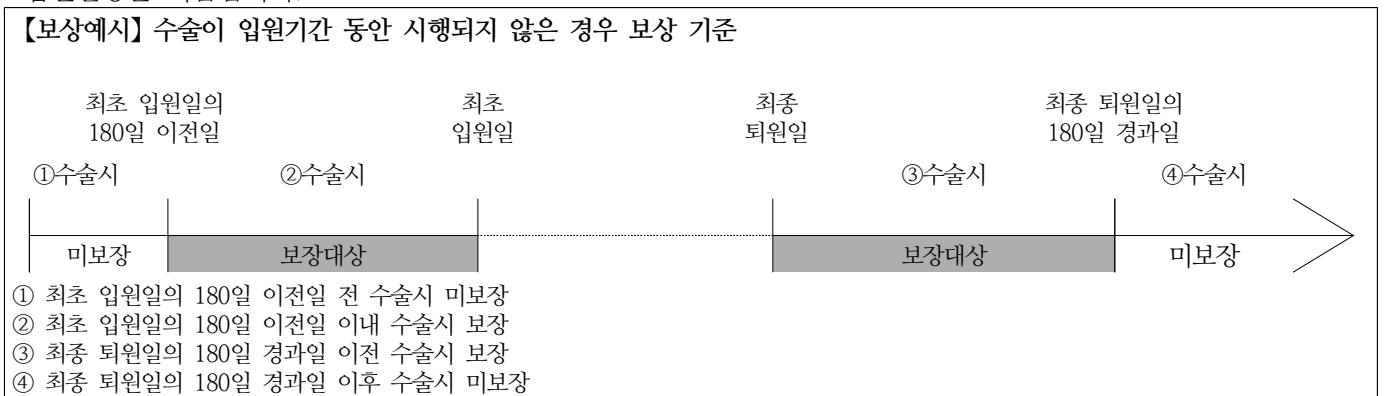 【보상예시】 수술이 입원기간 동안 시행되지 않은 경우 보상 기준
최초 입원일의 최초 최종 최종 퇴원일의
180일 이전일 입원일 퇴원일 180일 경과일
①수술시 ②수술시 ③수술시 ④수술시
미보장 보장대상 보장대상 미보장
① 최초 입원일의 180일 이전일 전 수술시 미보장
② 최초 입원일의 180일 이전일 이내 수술시 보장
③ 최종 퇴원일의 180일 경과일 이전 수술시 보장
④ 최종 퇴원일의 180일 경과일 이후 수술시 미보장